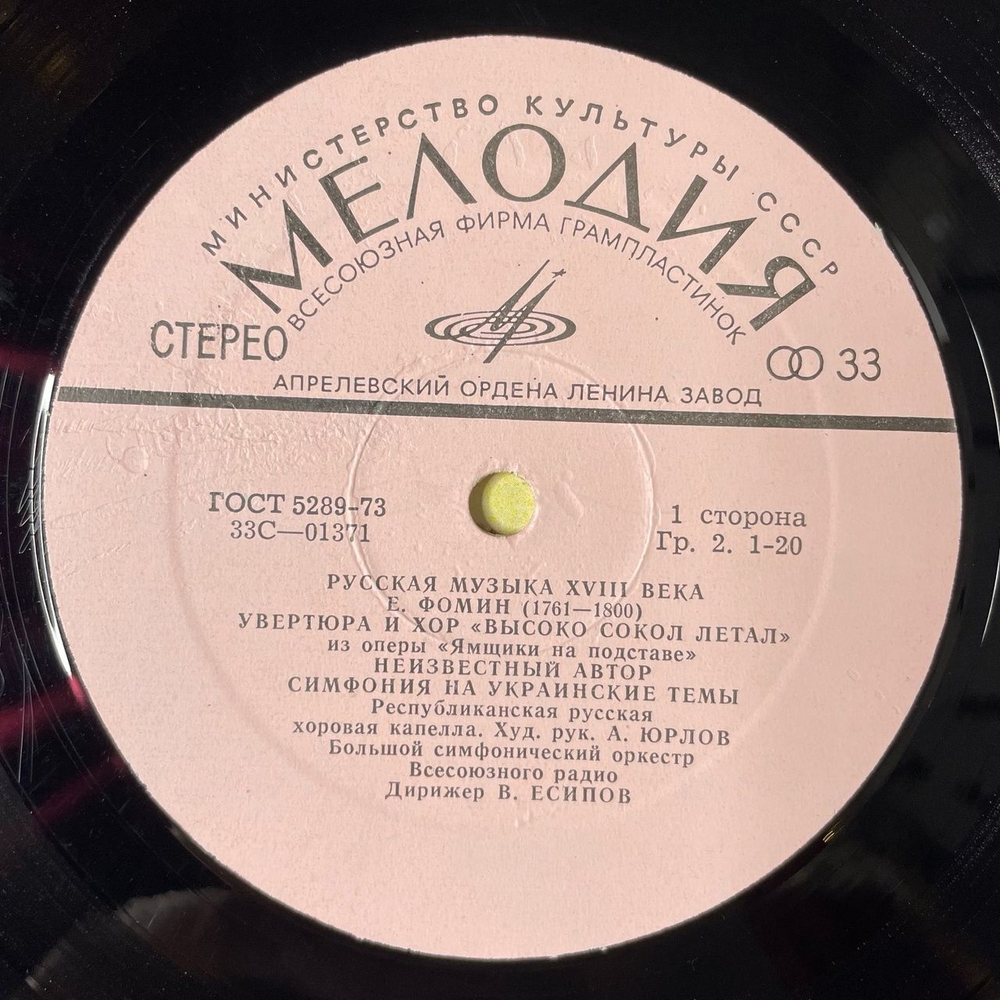 МИНИСТЕРСТВО КУЛЬТУРЫ СССР
МЕЛОДИЯ
ВСЕСОЮЗНАЯ ФИРМА ГРАМПЛАСТИНОК
СТЕРЕО
33
АПРЕЛЕВСКИЙ ОРДЕНА ЛЕНИНА ЗАВОД
ГОСТ 5289-73
33С—01371
1 сторона
Гр. 2. 1-20
РУССКАЯ МУЗЫКА XVIII ВЕКА
Е. ФОМИН (1761—1800)
УВЕРТЮРА И ХОР «ВЫСОКО СОКОЛ ЛЕТАЛ»
из оперы «Ямщики на подставе»
НЕИЗВЕСТНЫЙ АВТОР
СИМФОНИЯ НА УКРАИНСКИЕ ТЕМЫ
Республиканская русская
хоровая капелла. Худ. рук. А. ЮРЛОВ
Большой симфонический оркестр
Всесоюзного радио
Дирижер В. ЕСИПОВ